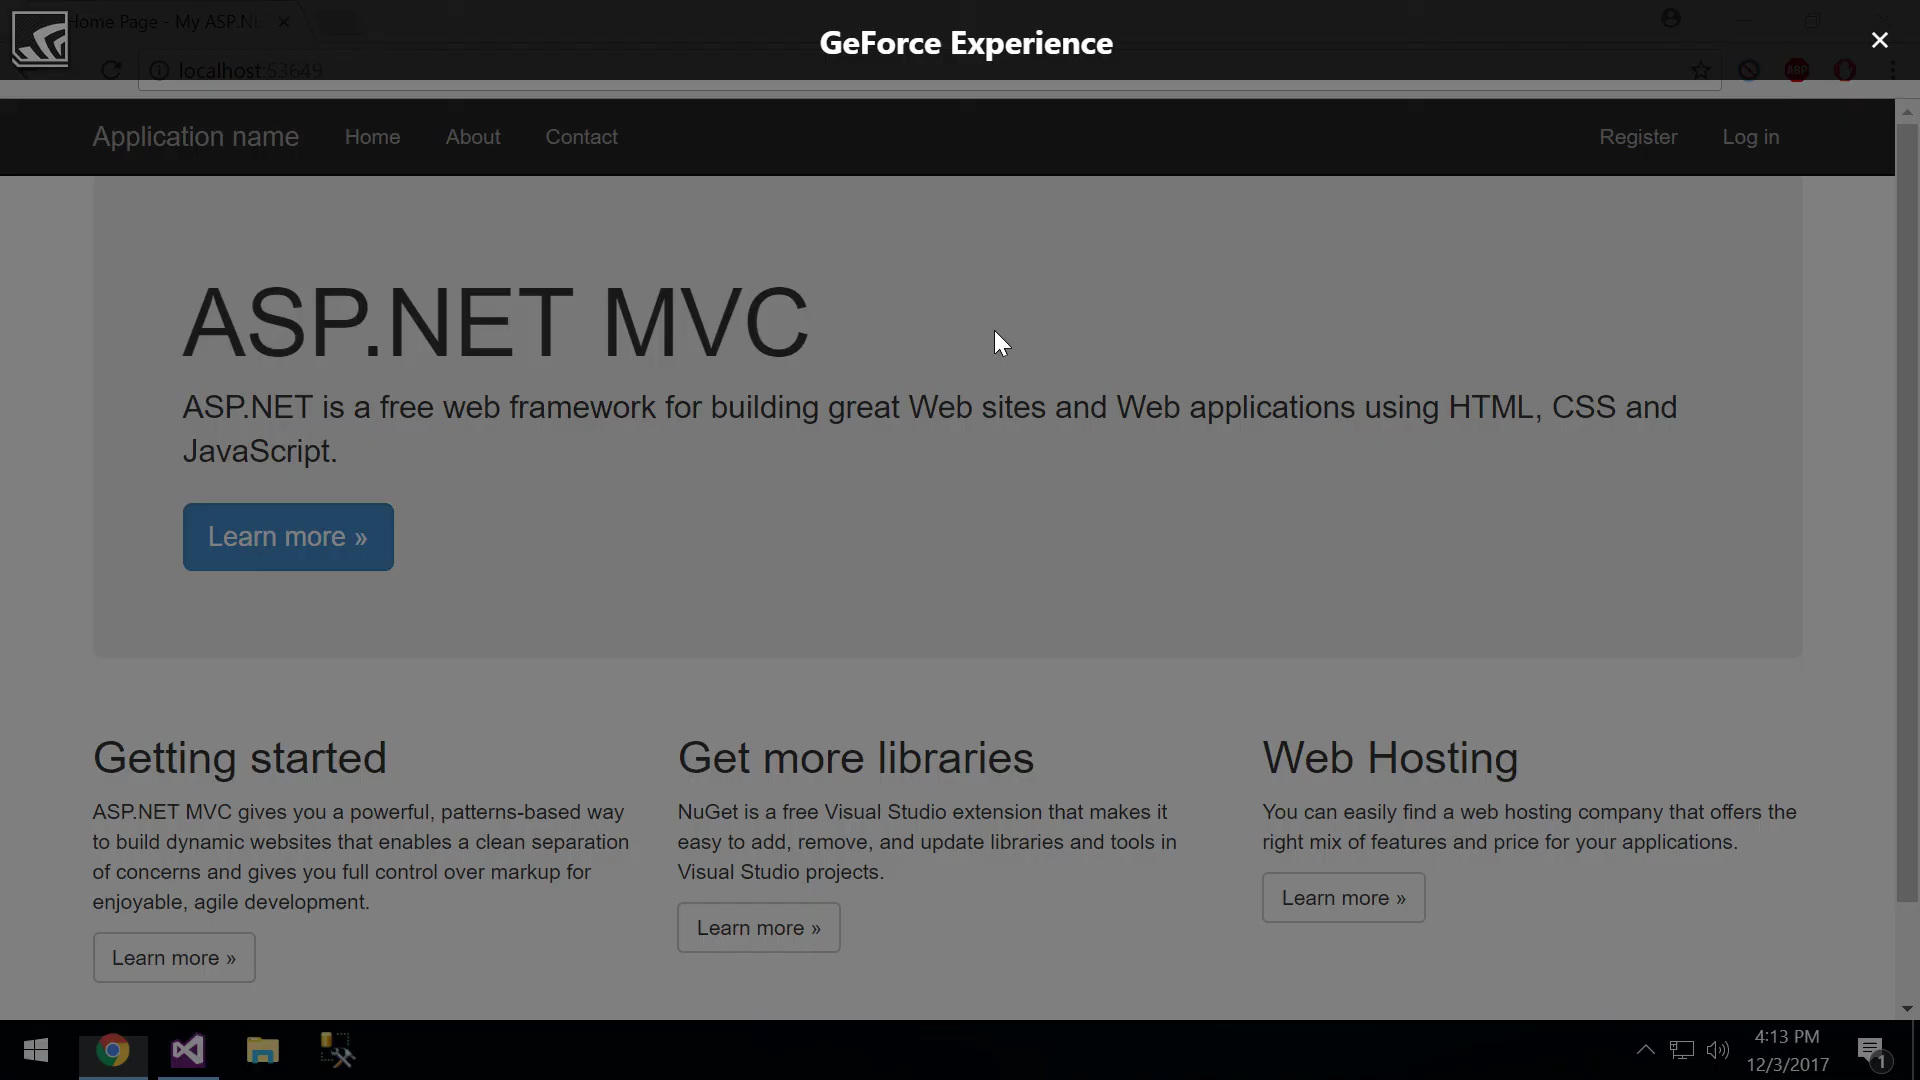 Home Page - My ASP.NE
GeForce Experience
localhost:53649
ABP
Application name
Home
About
Contact
Register
Log in
ASP.NET MVC
ASP.NET is a free web framework for building great Web sites and Web applications using HTML, CSS and
JavaScript.
Learn more »
Getting started
ASP.NET MVC gives you a powerful, patterns-based way
to build dynamic websites that enables a clean separation
of concerns and gives you full control over markup for
enjoyable, agile development.
Learn more »
Get more libraries
NuGet is a free Visual Studio extension that makes it
easy to add, remove, and update libraries and tools in
Visual Studio projects.
Learn more »
Web Hosting
You can easily find a web hosting company that offers the
right mix of features and price for your applications.
Learn more »
4:13 PM
12/3/2017
1